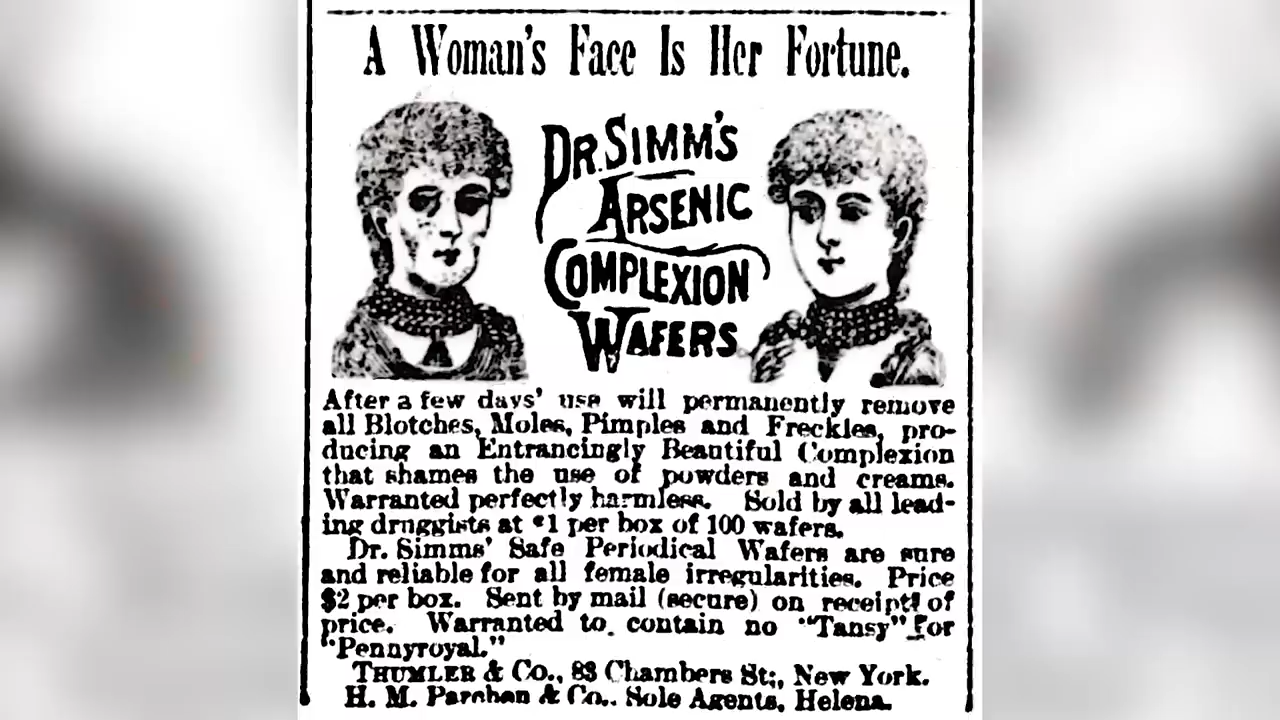 A Woman's Face Is Her Fortune.
DR. SIMM'S
ARSENIC
COMPLEXION
WAFERS
After a few days' use will permanently remove
all Blotches, Moles, Pimples and Freckles, pro-
ducing an Entrancingly Beautiful Complexion
that shames the use of powders and creams.
Warranted perfectly harmless. Sold by all lead-
ing druggists at $1 per box of 100 wafers.
Dr. Simms' Safe Periodical Wafers are sure
and reliable for all female irregularities. Price
$2 per box. Sent by mail (secure) on receipt of
price. Warranted to contain no "Tansy" or
"Pennyroyal."
THUMLER & Co., 83 Chambers St., New York.
H. M. & Co., Sole Agents, Helena.